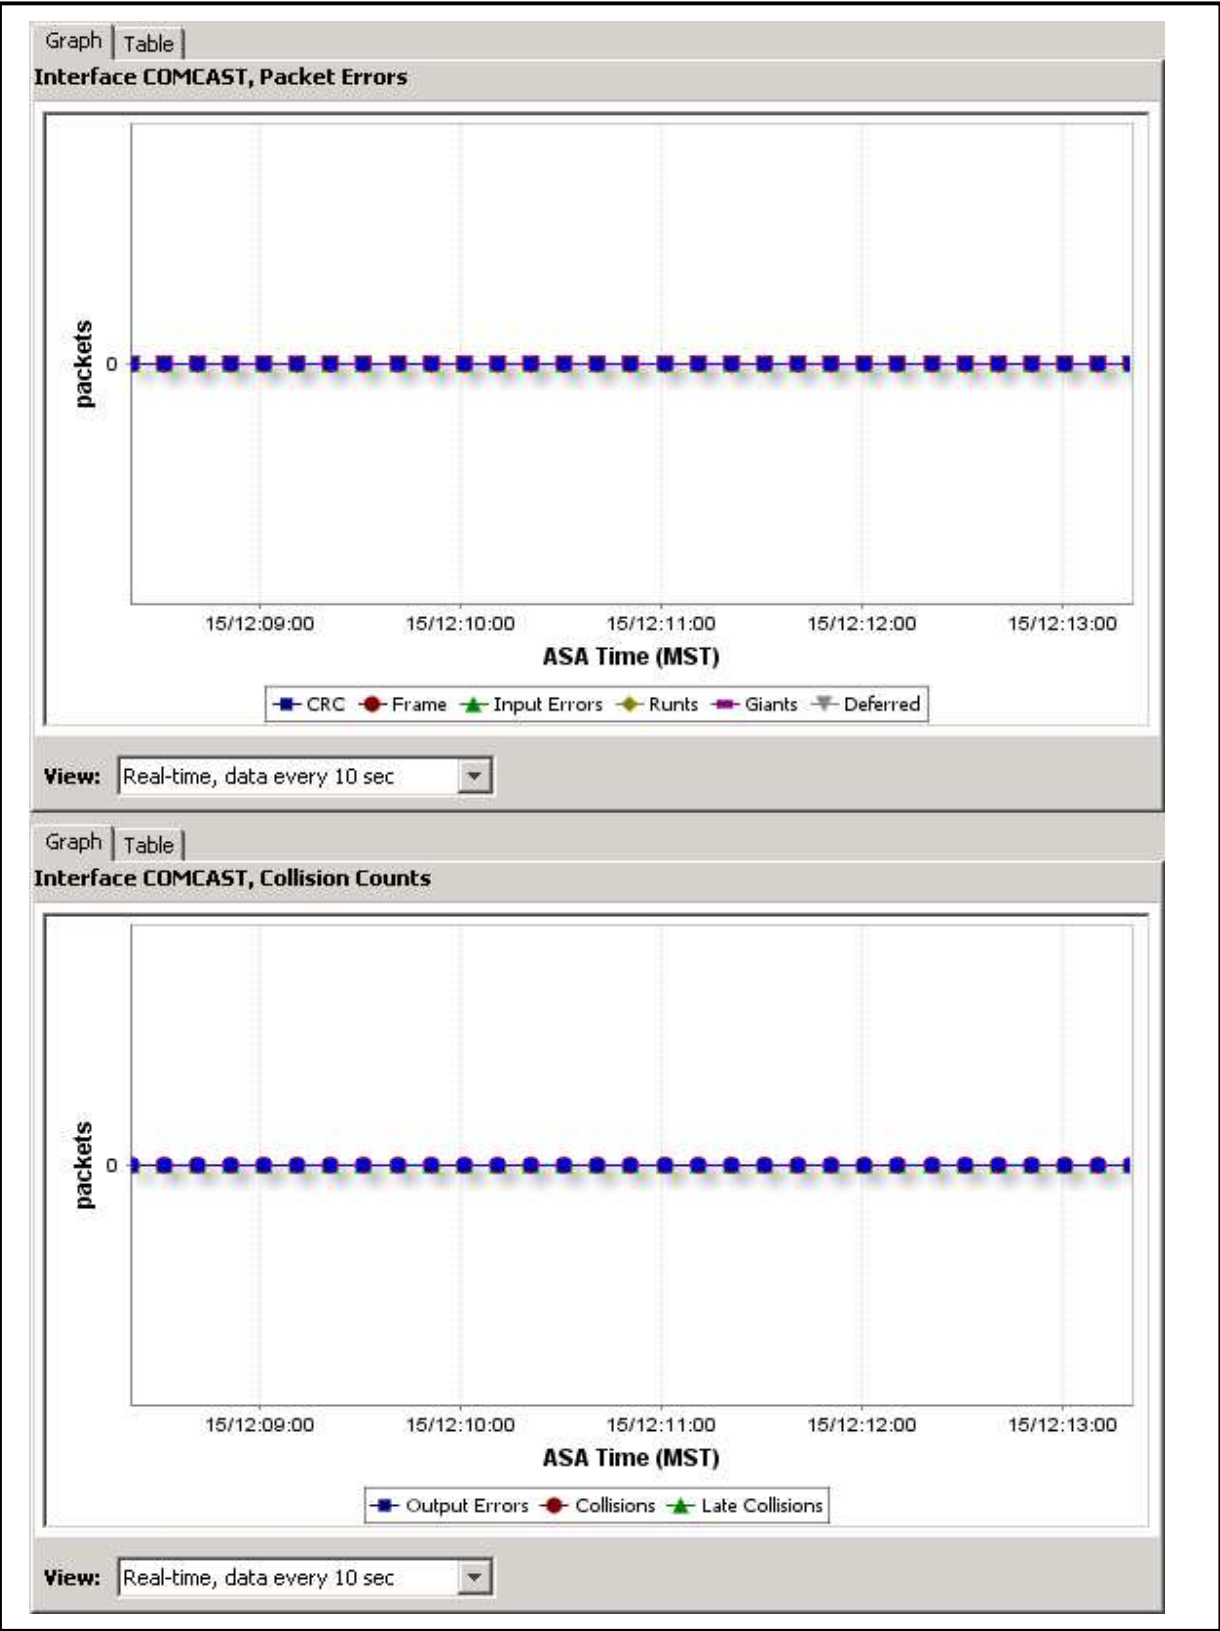 Graph Table
Interface COMCAST, Packet Errors
packets
0
15/12:09:00 15/12:10:00 15/12:11:00 15/12:12:00 15/12:13:00
ASA Time (MST)
CRC Frame Input Errors Runts Giants Deferred
View: Real-time, data every 10 sec
Graph Table
Interface COMCAST, Collision Counts
packets
0
15/12:09:00 15/12:10:00 15/12:11:00 15/12:12:00 15/12:13:00
ASA Time (MST)
Output Errors Collisions Late Collisions
View: Real-time, data every 10 sec